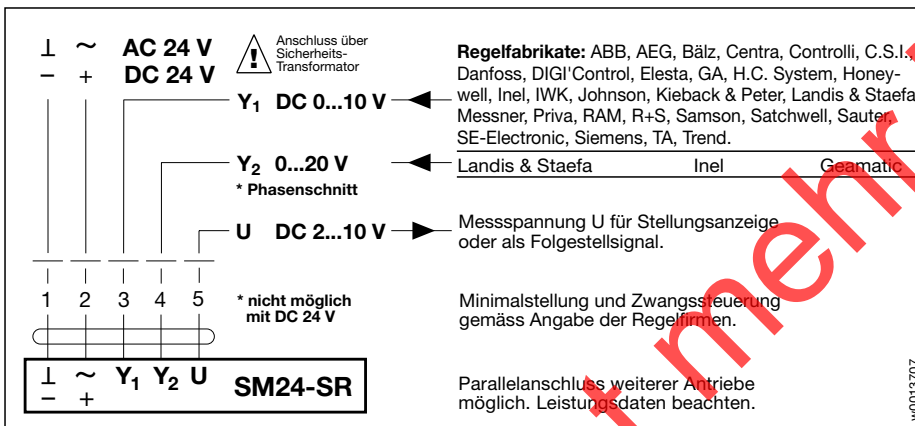 ⊥ ~ AC 24 V
– + DC 24 V
Anschluss über
Sicherheits-
Transformator
Y1 DC 0...10 V
Y2 0...20 V
* Phasenschnitt
U DC 2...10 V
1 2 3 4 5
* nicht möglich
mit DC 24 V
⊥ ~ Y1 Y2 U
– +
SM24-SR
Regelfabrikate: ABB, AEG, Bälz, Centra, Controlli, C.S.I.,
Danfoss, DIGI'Control, Elesta, GA, H.C. System, Honey-
well, Inel, IWK, Johnson, Kieback & Peter, Landis & Staefa
Messner, Priva, RAM, R+S, Samson, Satchwell, Sauter,
SE-Electronic, Siemens, TA, Trend.
Landis & Staefa Inel Geamatic
Messspannung U für Stellungsanzeige
oder als Folgestellsignal.
Minimalstellung und Zwangssteuerung
gemäss Angabe der Regelfirmen.
Parallelanschluss weiterer Antriebe
möglich. Leistungsdaten beachten.
w0013707
t mehr